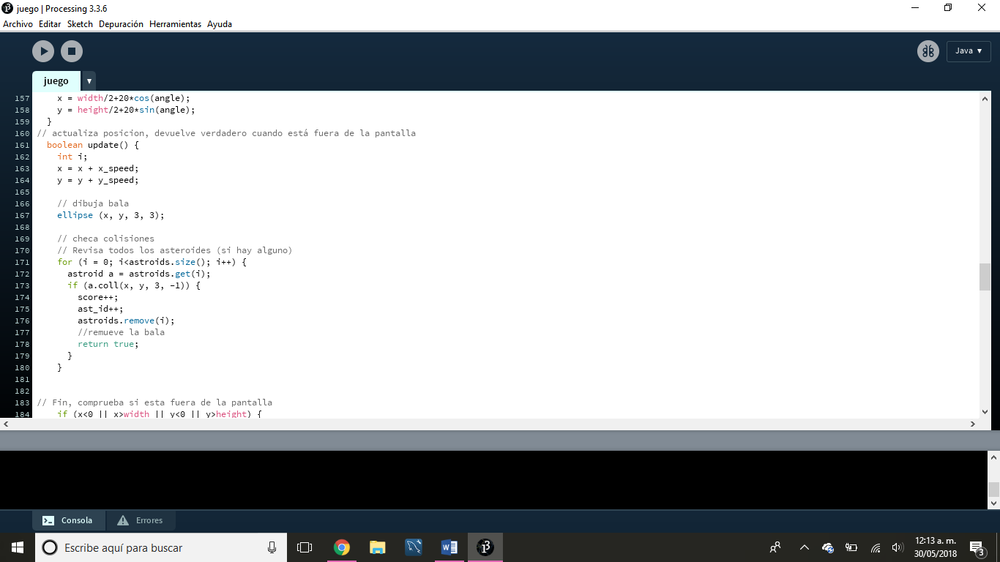 juego | Processing 3.3.6
Archivo Editar Sketch Depuración Herramientas Ayuda
Java ▼
juego ▼
157 x = width/2+20*cos(angle);
158 y = height/2+20*sin(angle);
159 }
160 // actualiza posicion, devuelve verdadero cuando está fuera de la pantalla
161 boolean update() {
162 int i;
163 x = x + x_speed;
164 y = y + y_speed;
165
166 // dibuja bala
167 ellipse (x, y, 3, 3);
168
169 // checa colisiones
170 // Revisa todos los asteroides (si hay alguno)
171 for (i = 0; i<astroids.size(); i++) {
172 astroid a = astroids.get(i);
173 if (a.coll(x, y, 3, -1)) {
174 score++;
175 ast_id++;
176 astroids.remove(i);
177 //remueve la bala
178 return true;
179 }
180 }
181
182
183 // Fin, comprueba si esta fuera de la pantalla
184 if (x<0 || x>width || y<0 || y>height) {
Consola Errores
Escribe aquí para buscar
12:13 a. m.
30/05/2018
3